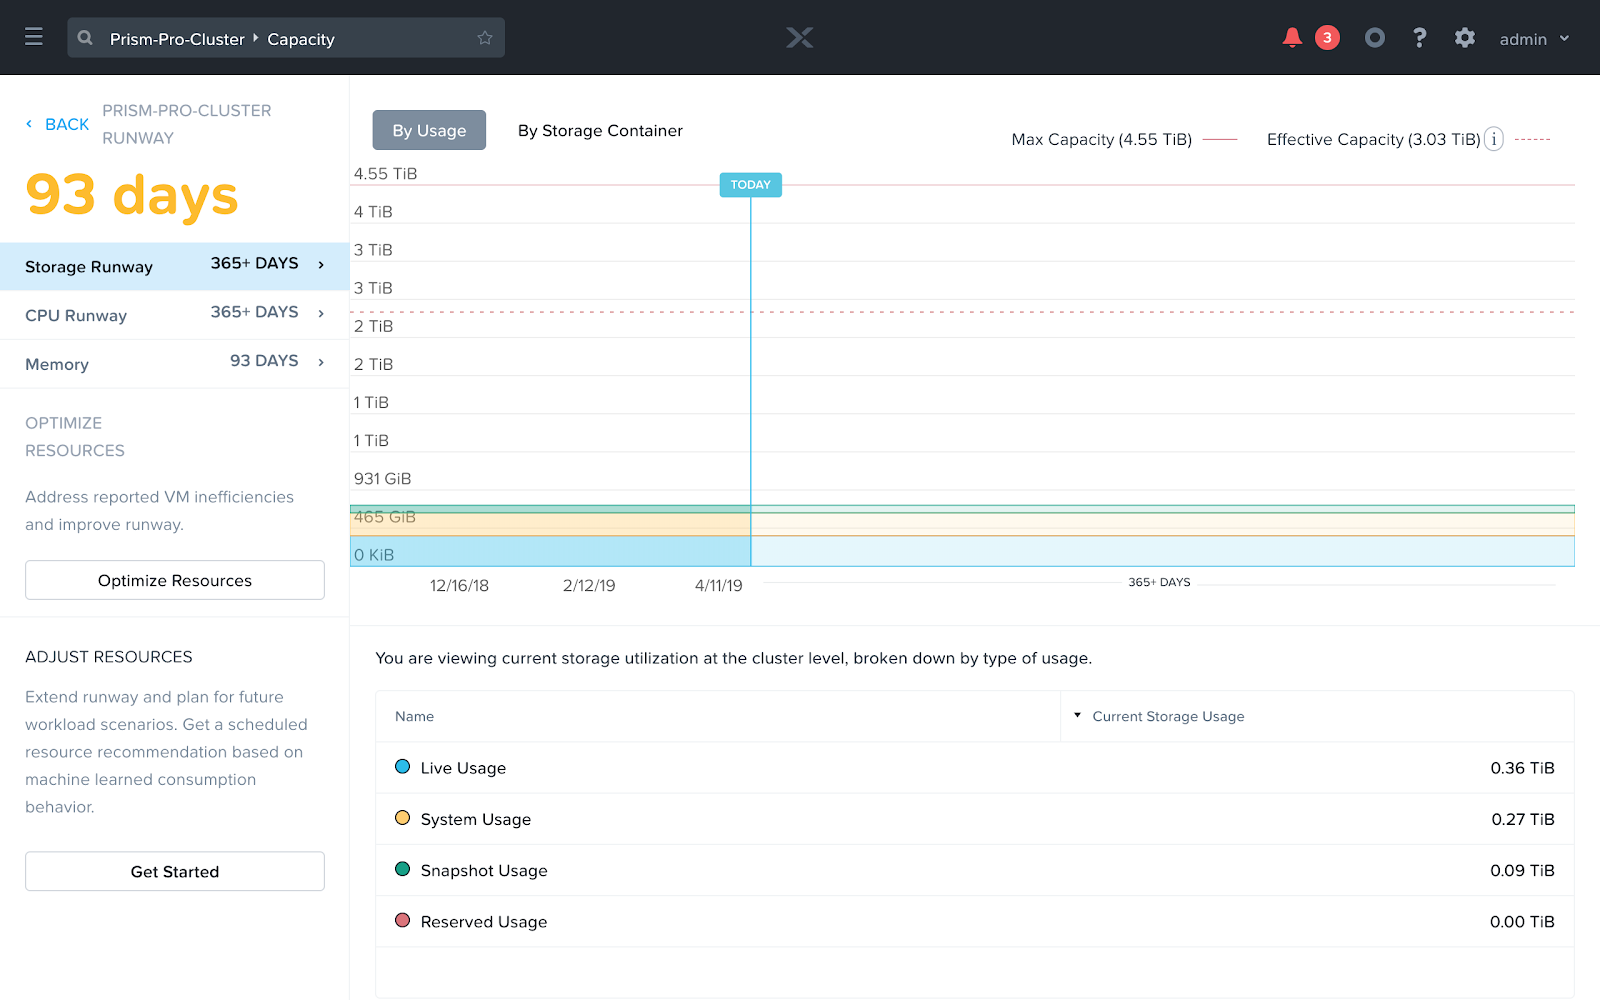 Prism-Pro-Cluster ‣ Capacity
3
?
admin
BACK
PRISM-PRO-CLUSTER
RUNWAY
93 days
Storage Runway 365+ DAYS
CPU Runway 365+ DAYS
Memory 93 DAYS
OPTIMIZE
RESOURCES
Address reported VM inefficiencies
and improve runway.
Optimize Resources
ADJUST RESOURCES
Extend runway and plan for future
workload scenarios. Get a scheduled
resource recommendation based on
machine learned consumption
behavior.
Get Started
By Usage By Storage Container
Max Capacity (4.55 TiB) Effective Capacity (3.03 TiB) i
4.55 TiB
TODAY
4 TiB
3 TiB
3 TiB
2 TiB
2 TiB
1 TiB
1 TiB
931 GiB
465 GiB
0 KiB
12/16/18 2/12/19 4/11/19 365+ DAYS
You are viewing current storage utilization at the cluster level, broken down by type of usage.
Name Current Storage Usage
Live Usage 0.36 TiB
System Usage 0.27 TiB
Snapshot Usage 0.09 TiB
Reserved Usage 0.00 TiB